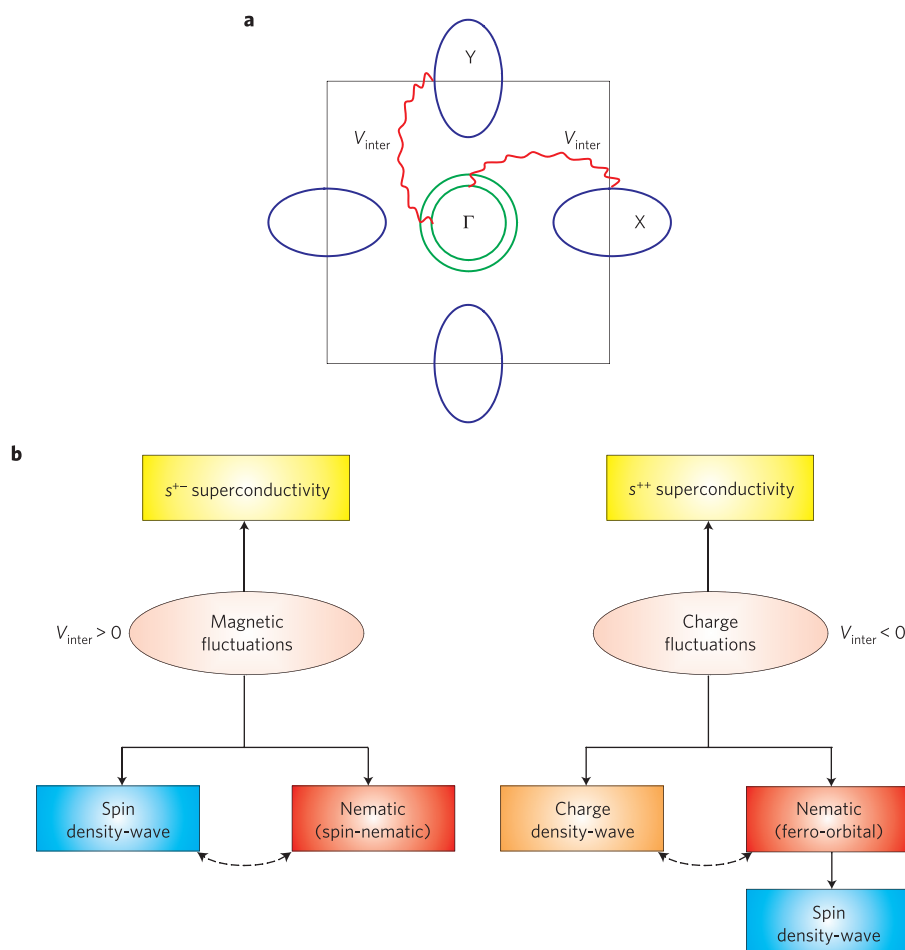 a
Y
V inter
V inter
Γ
X
b
s+− superconductivity
s++ superconductivity
V inter > 0
Magnetic
fluctuations
Charge
fluctuations
V inter < 0
Spin
density-wave
Nematic
(spin-nematic)
Charge
density-wave
Nematic
(ferro-orbital)
Spin
density-wave